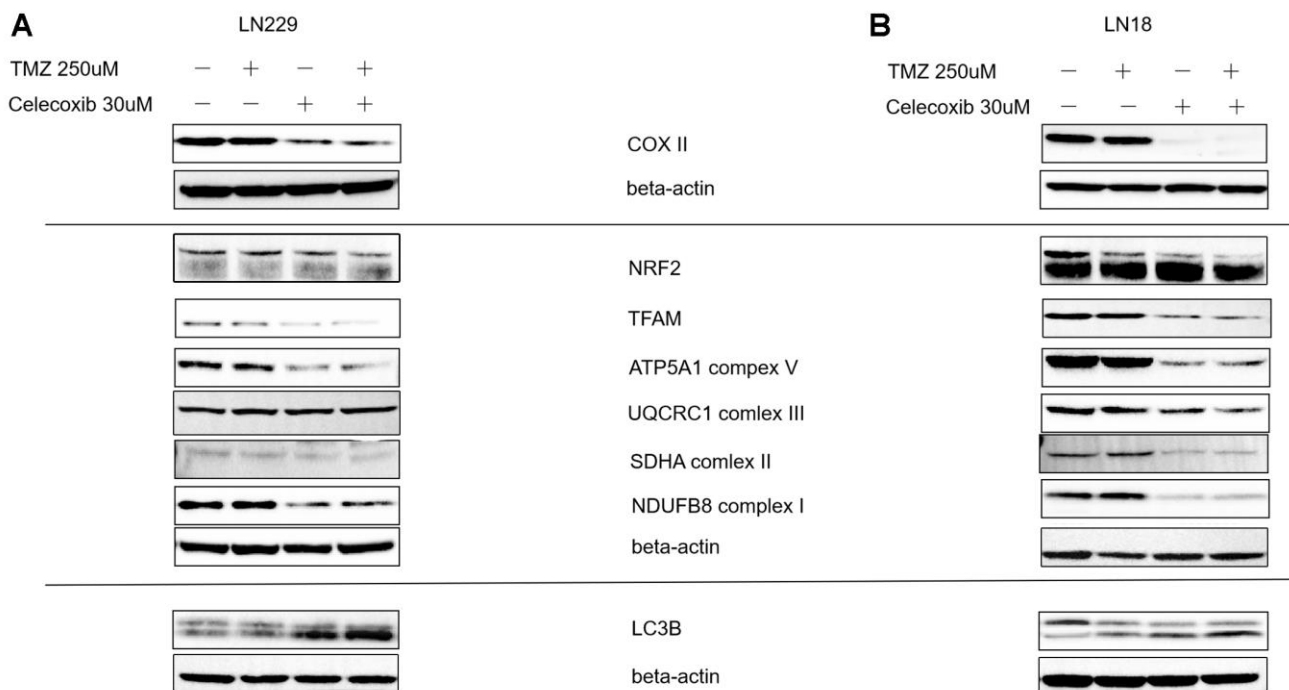 A LN229 B LN18
TMZ 250uM − + − + TMZ 250uM − + − +
Celecoxib 30uM − − + + Celecoxib 30uM − − + +
COX II
beta-actin
NRF2
TFAM
ATP5A1 compex V
UQCRC1 comlex III
SDHA comlex II
NDUFB8 complex I
beta-actin
LC3B
beta-actin